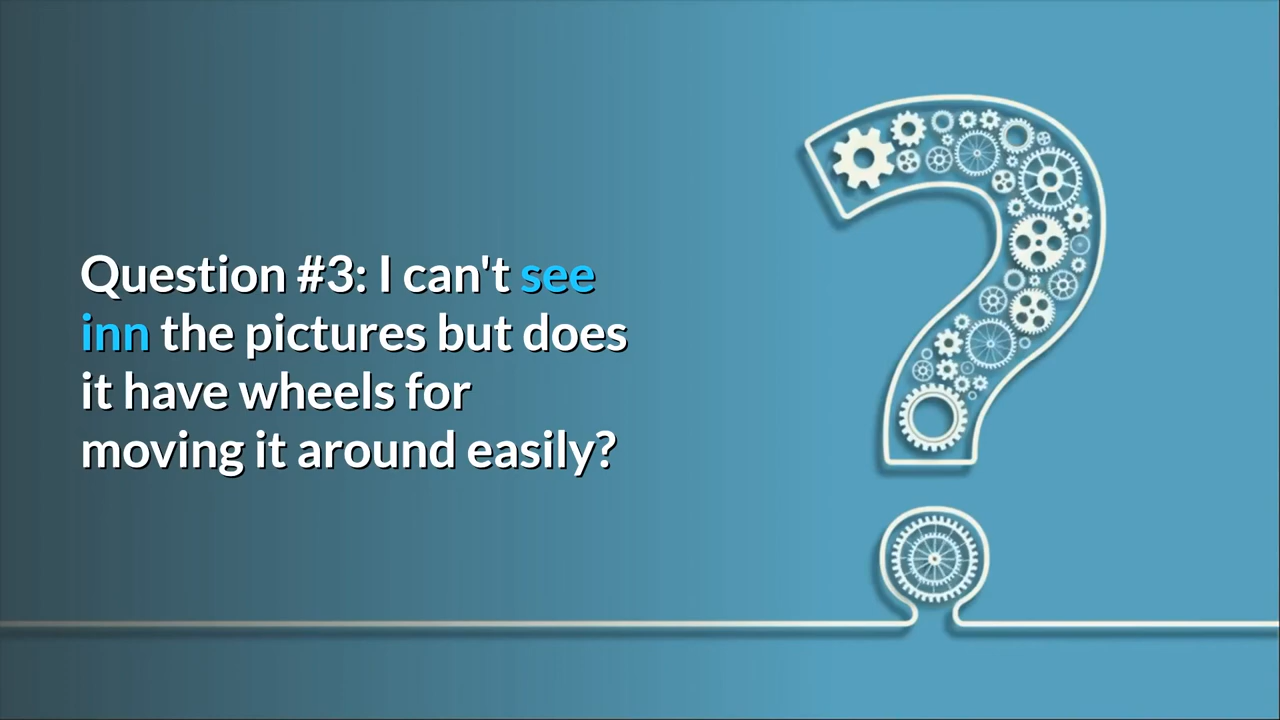 Question #3: I can't see
inn the pictures but does
it have wheels for
moving it around easily?